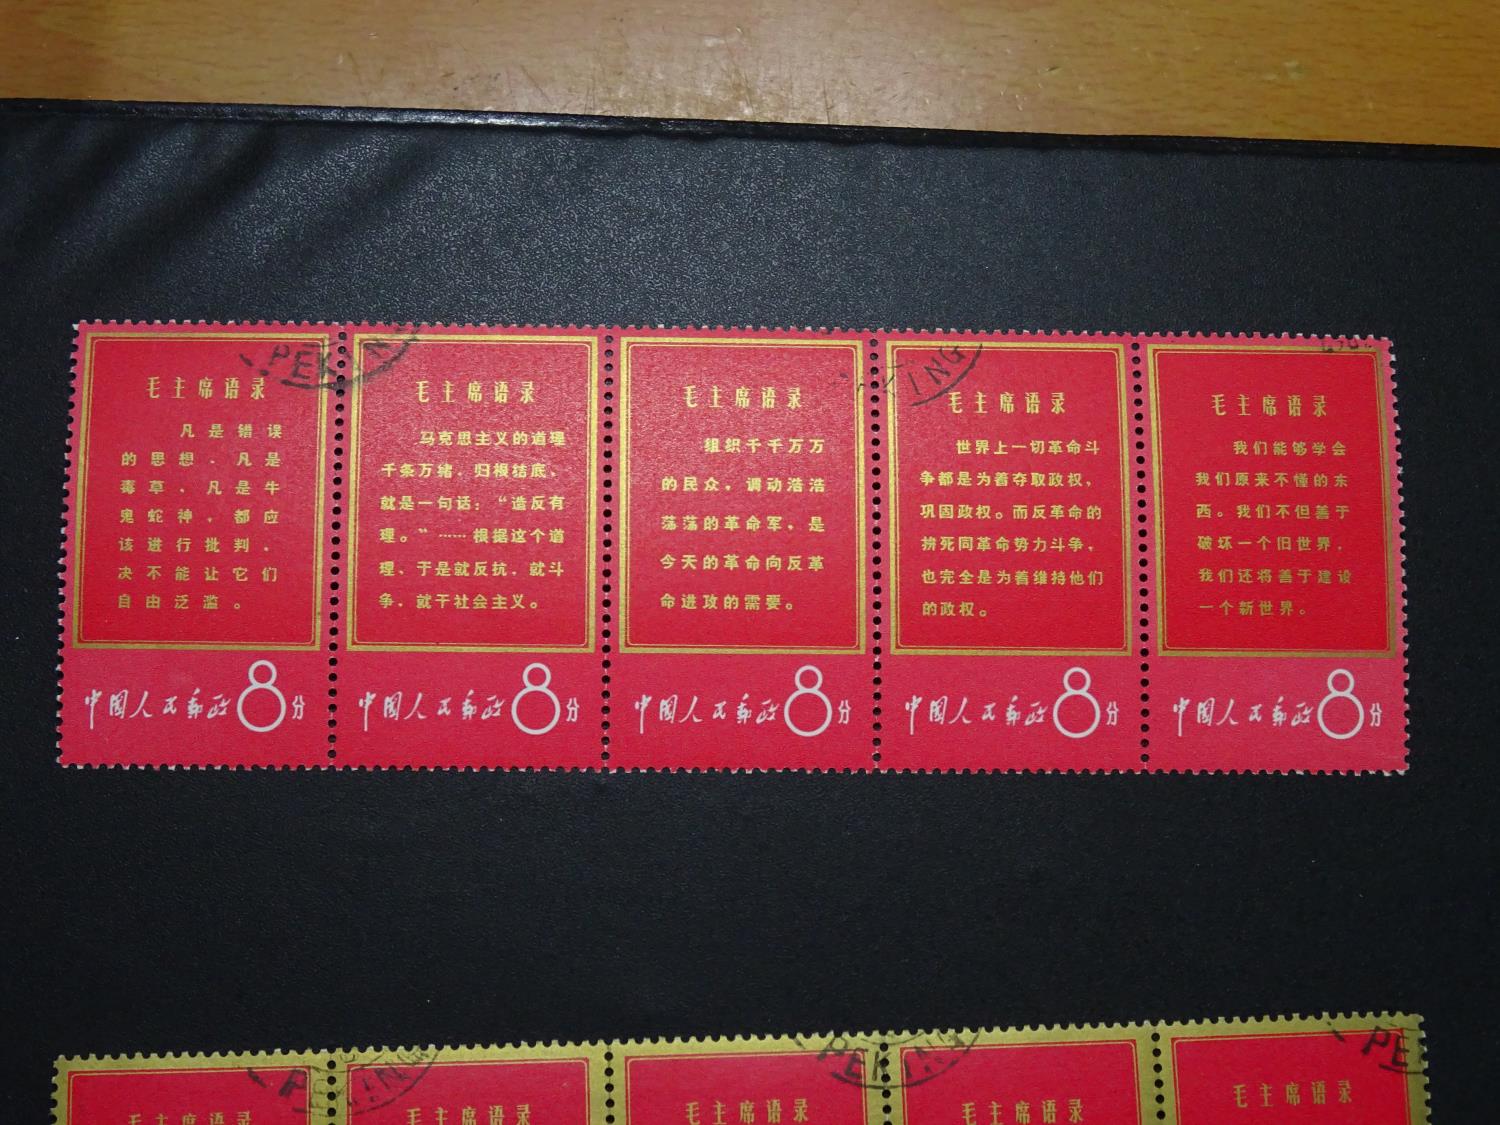 PEKIN
毛主席语录
凡是错误
的思想，凡是
毒草，凡是牛
鬼蛇神，都应
该进行批判，
决不能让它们
自由泛滥。
中国人民邮政8分
毛主席语录
马克思主义的道理
千条万绪，归根结底，
就是一句话：“造反有
理。”……根据这个道
理，于是就反抗，就斗
争，就干社会主义。
中国人民邮政8分
毛主席语录
组织千千万万
的民众，调动浩浩
荡荡的革命军，是
今天的革命向反革
命进攻的需要。
中国人民邮政8分
KING
毛主席语录
世界上一切革命斗
争都是为着夺取政权，
巩固政权。而反革命的
拚死同革命势力斗争，
也完全是为着维持他们
的政权。
中国人民邮政8分
毛主席语录
我们能够学会
我们原来不懂的东
西。我们不但善于
破坏一个旧世界，
我们还将善于建设
一个新世界。
中国人民邮政8分
PEKING
毛主席语录
毛主席语录
毛主席语录
PEKING
毛主席语录
PE
毛主席语录